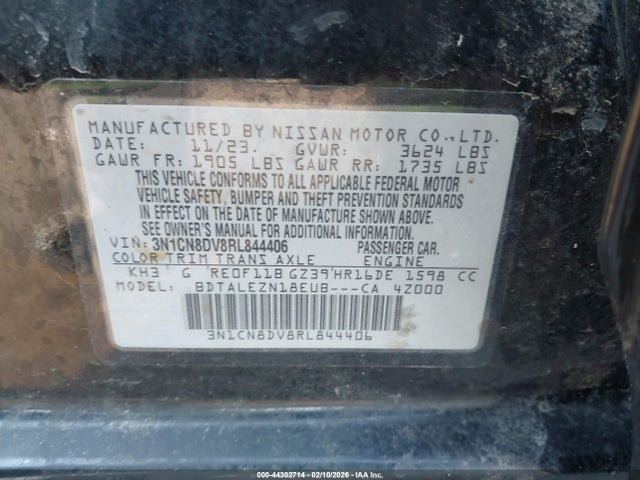 MANUFACTURED BY NISSAN MOTOR CO.,LTD.
DATE: 11/23. GVWR: 3624 LBS
GAWR FR: 1905 LBS GAWR RR: 1735 LBS
THIS VEHICLE CONFORMS TO ALL APPLICABLE FEDERAL MOTOR
VEHICLE SAFETY, BUMPER AND THEFT PREVENTION STANDARDS
IN EFFECT ON THE DATE OF MANUFACTURE SHOWN ABOVE.
SEE OWNER'S MANUAL FOR ADDITIONAL INFORMATION.
VIN: 3N1CN8DV8RL844406 PASSENGER CAR.
COLOR TRIM TRANS AXLE ENGINE
KH3 G RE0F11B GZ39 HR16DE 1598 CC
MODEL: BDTALEZN18EUB---CA 4Z000
3N1CN8DV8RL844406
000-44302714 - 02/10/2026 - IAA Inc.